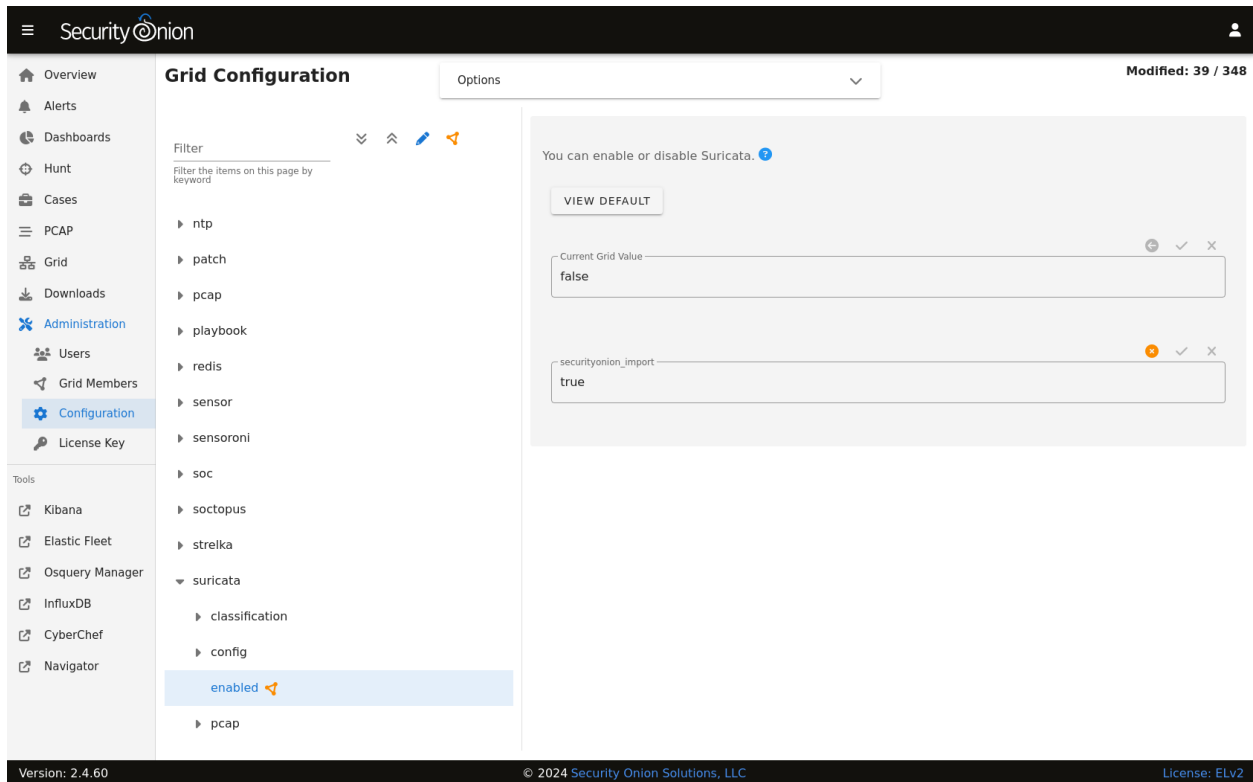 Security Onion
Overview
Alerts
Dashboards
Hunt
Cases
PCAP
Grid
Downloads
Administration
Users
Grid Members
Configuration
License Key
Tools
Kibana
Elastic Fleet
Osquery Manager
InfluxDB
CyberChef
Navigator
Grid Configuration
Options
Modified: 39 / 348
Filter
Filter the items on this page by
keyword
ntp
patch
pcap
playbook
redis
sensor
sensoroni
soc
soctopus
strelka
suricata
classification
config
enabled
pcap
You can enable or disable Suricata. ?
VIEW DEFAULT
Current Grid Value
false
securityonion_import
true
Version: 2.4.60
© 2024 Security Onion Solutions, LLC
License: ELv2